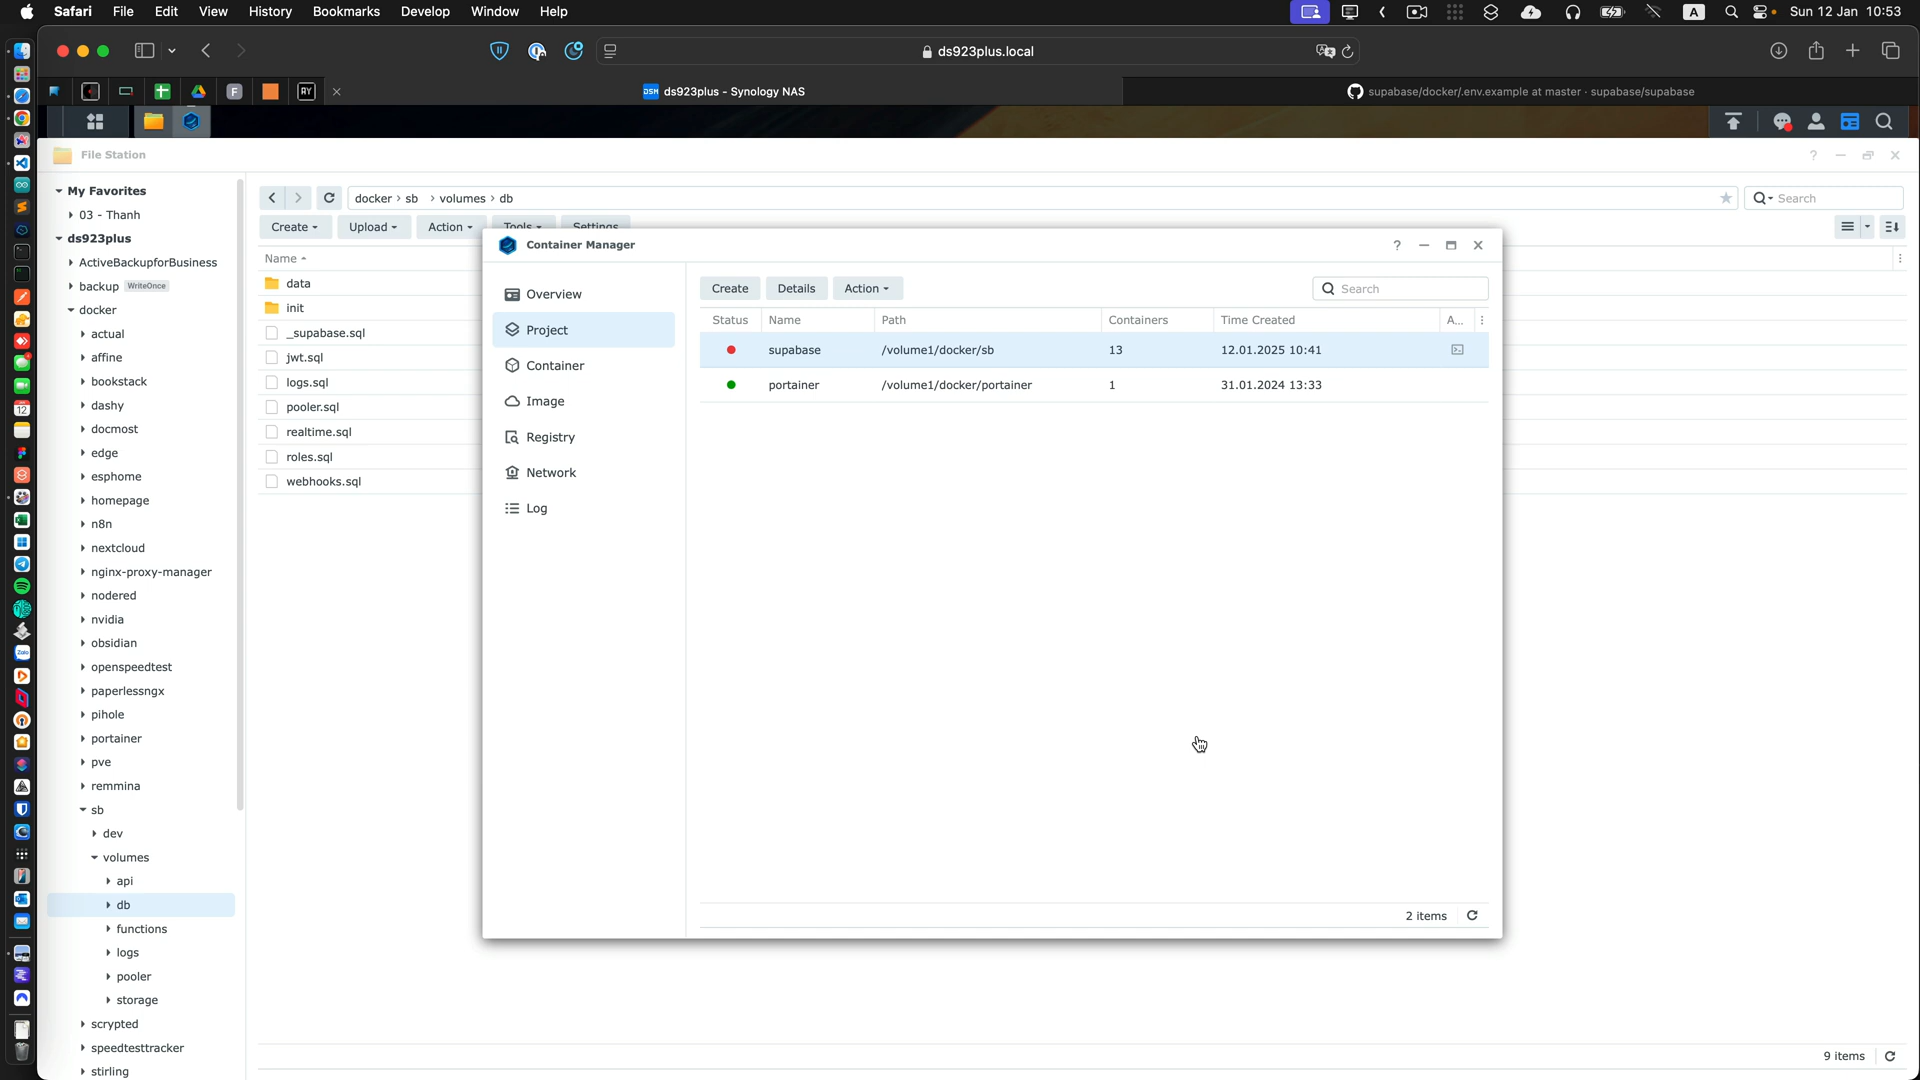 Safari File Edit View History Bookmarks Develop Window Help A Sun 12 Jan 10:53
ds923plus.local
F AY DSM ds923plus - Synology NAS supabase/docker/.env.example at master · supabase/supabase
File Station
My Favorites
03 - Thanh
ds923plus
ActiveBackupforBusiness
backup WriteOnce
docker
actual
affine
bookstack
dashy
docmost
edge
esphome
homepage
n8n
nextcloud
nginx-proxy-manager
nodered
nvidia
obsidian
openspeedtest
paperlessngx
pihole
portainer
pve
remmina
sb
dev
volumes
api
db
functions
logs
pooler
storage
scrypted
speedtesttracker
stirling
docker › sb › volumes › db
Search
Create Upload Action Tools Settings
Name
data
init
_supabase.sql
jwt.sql
logs.sql
pooler.sql
realtime.sql
roles.sql
webhooks.sql
Container Manager
?
Overview
Project
Container
Image
Registry
Network
Log
Create Details Action Search
Status Name Path Containers Time Created A...
supabase /volume1/docker/sb 13 12.01.2025 10:41
portainer /volume1/docker/portainer 1 31.01.2024 13:33
2 items
9 items
12
Zalo